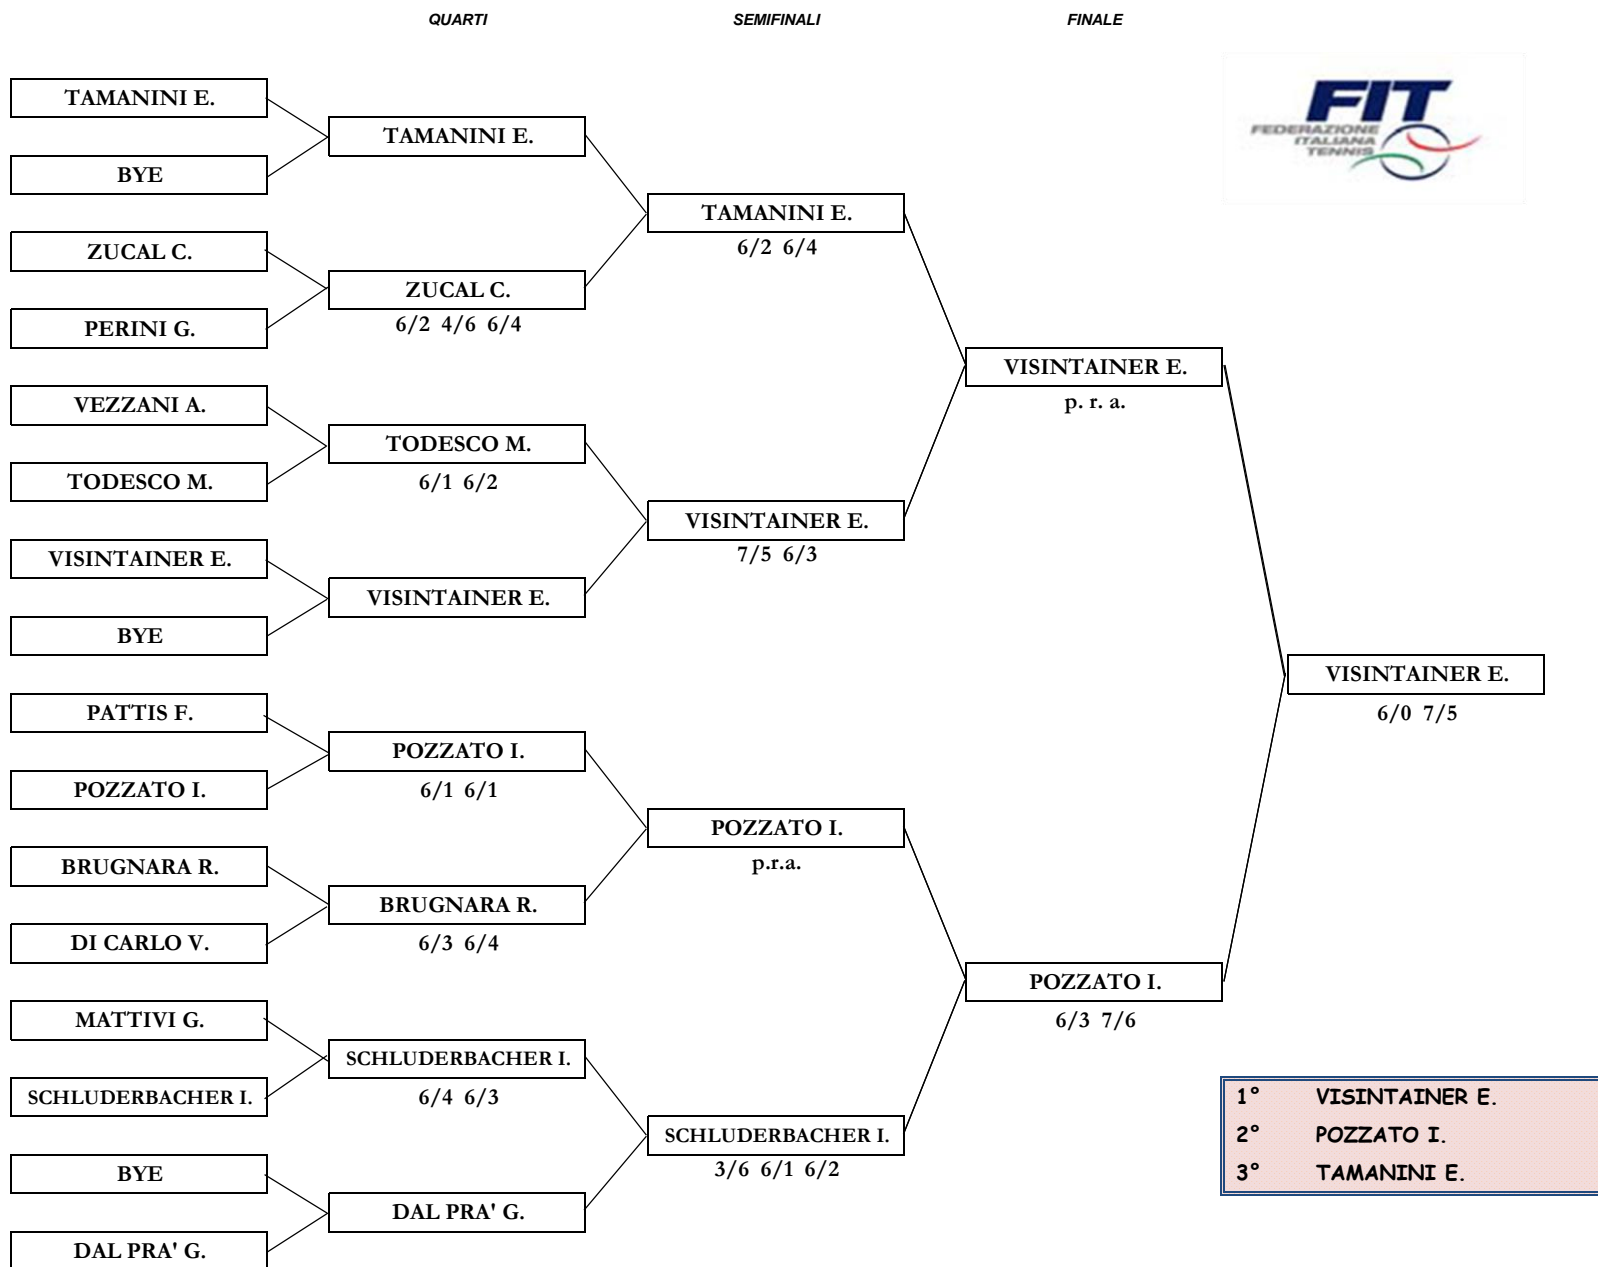 QUARTI
SEMIFINALI
FINALE
FIT
FEDERAZIONE
ITALIANA
TENNIS
TAMANINI E.
BYE
ZUCAL C.
PERINI G.
VEZZANI A.
TODESCO M.
VISINTAINER E.
BYE
PATTIS F.
POZZATO I.
BRUGNARA R.
DI CARLO V.
MATTIVI G.
SCHLUDERBACHER I.
BYE
DAL PRA' G.
TAMANINI E.
ZUCAL C.
6/2 4/6 6/4
TODESCO M.
6/1 6/2
VISINTAINER E.
POZZATO I.
6/1 6/1
BRUGNARA R.
6/3 6/4
SCHLUDERBACHER I.
6/4 6/3
DAL PRA' G.
TAMANINI E.
6/2 6/4
VISINTAINER E.
7/5 6/3
POZZATO I.
p.r.a.
SCHLUDERBACHER I.
3/6 6/1 6/2
VISINTAINER E.
p. r. a.
POZZATO I.
6/3 7/6
VISINTAINER E.
6/0 7/5
1° VISINTAINER E.
2° POZZATO I.
3° TAMANINI E.